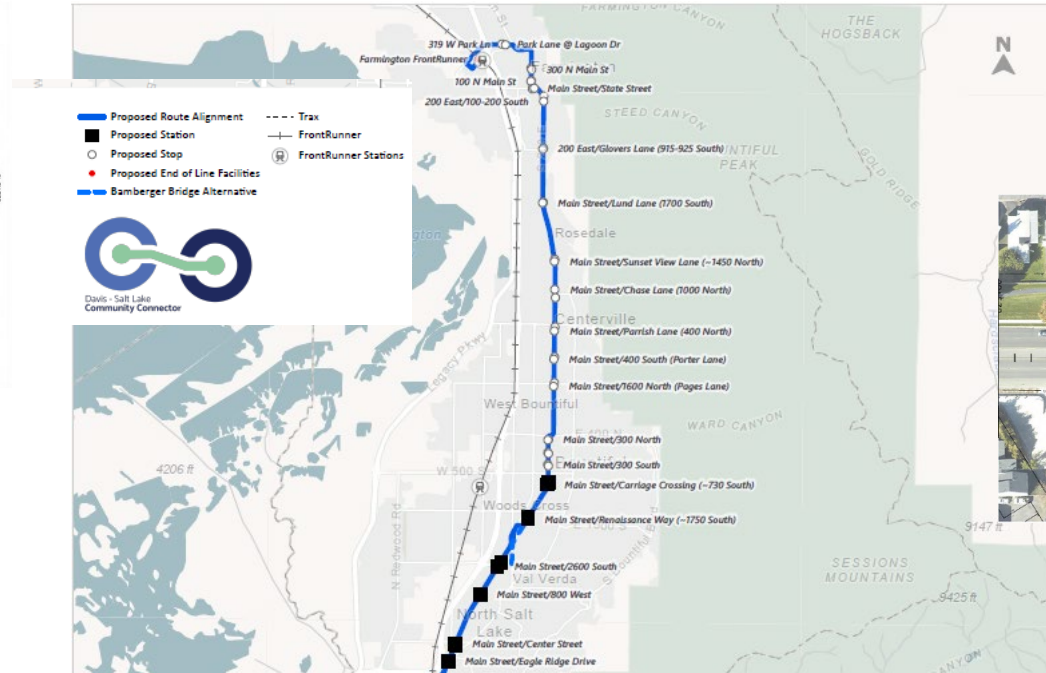 FARMINGTON CANYON
THE
HOGSBACK
N
319 W Park Ln
Park Lane @ Lagoon Dr
Farmington FrontRunner
300 N Main St
100 N Main St
Main Street/State Street
200 East/100-200 South
STEED CANYON
Proposed Route Alignment
Trax
Proposed Station
FrontRunner
Proposed Stop
FrontRunner Stations
Proposed End of Line Facilities
Bamberger Bridge Alternative
200 East/Glovers Lane (915-925 South)
PEAK
GOLD RIDGE
Main Street/Lund Lane (1700 South)
Rosedale
Main Street/Sunset View Lane (~1450 North)
Main Street/Chase Lane (1000 North)
Davis - Salt Lake
Community Connector
Centerville
Main Street/Parrish Lane (400 North)
Legacy Pkwy
Main Street/400 South (Porter Lane)
Main Street/1600 North (Pages Lane)
West Bountiful
WARD CANYON
Main Street/300 North
Main Street/300 South
4206 ft
W 500 S
Main Street/Carriage Crossing (~730 South)
Woods Cross
Main Street/Renaissance Way (~1750 South)
9147 ft
N Redwood Rd
Main Street/2600 South
SESSIONS
MOUNTAINS
Val Verda
Main Street/800 West
9425 ft
North Salt
Lake
Main Street/Center Street
Main Street/Eagle Ridge Drive
CANYON